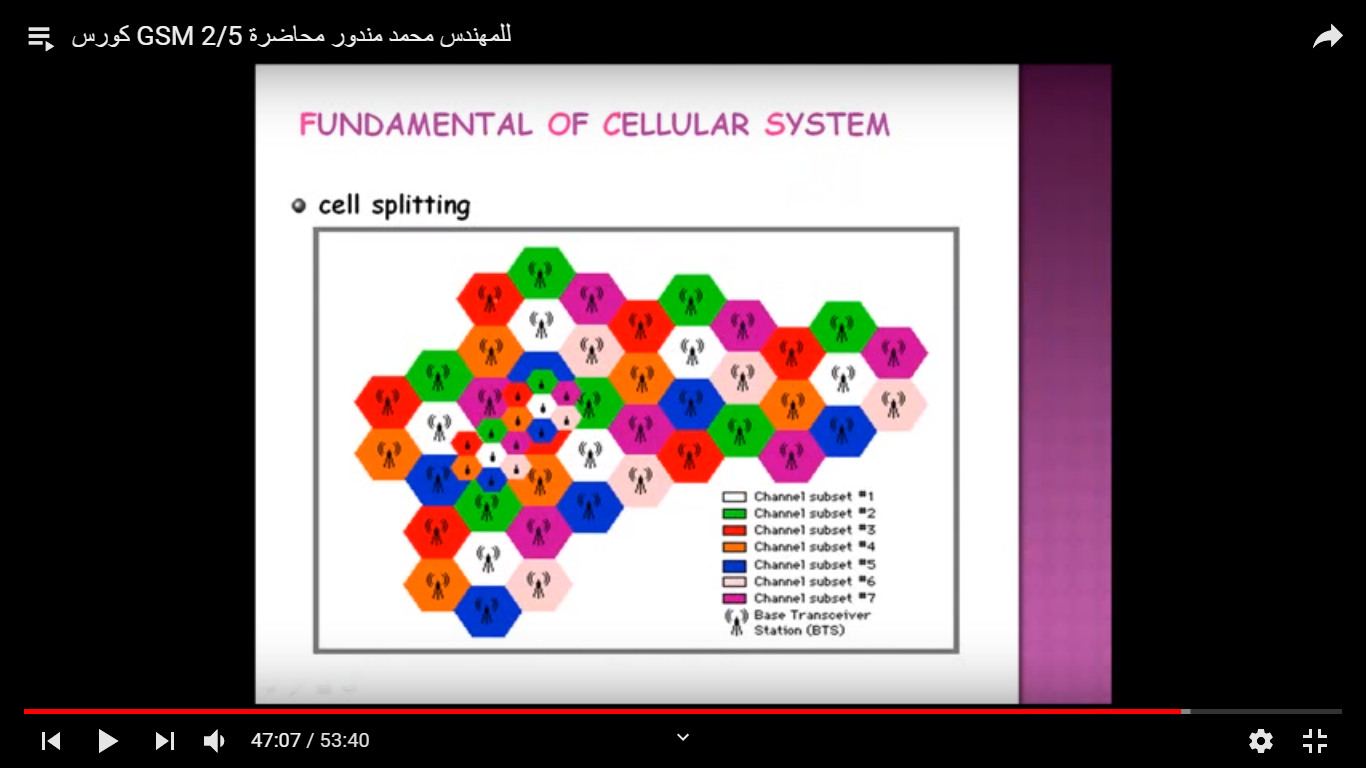 كورس GSM 2/5 للمهندس محمد مندور محاضرة
FUNDAMENTAL OF CELLULAR SYSTEM
cell splitting
Channel subset #1
Channel subset #2
Channel subset #3
Channel subset #4
Channel subset #5
Channel subset #6
Channel subset #7
Base Transceiver
Station (BTS)
47:07 / 53:40